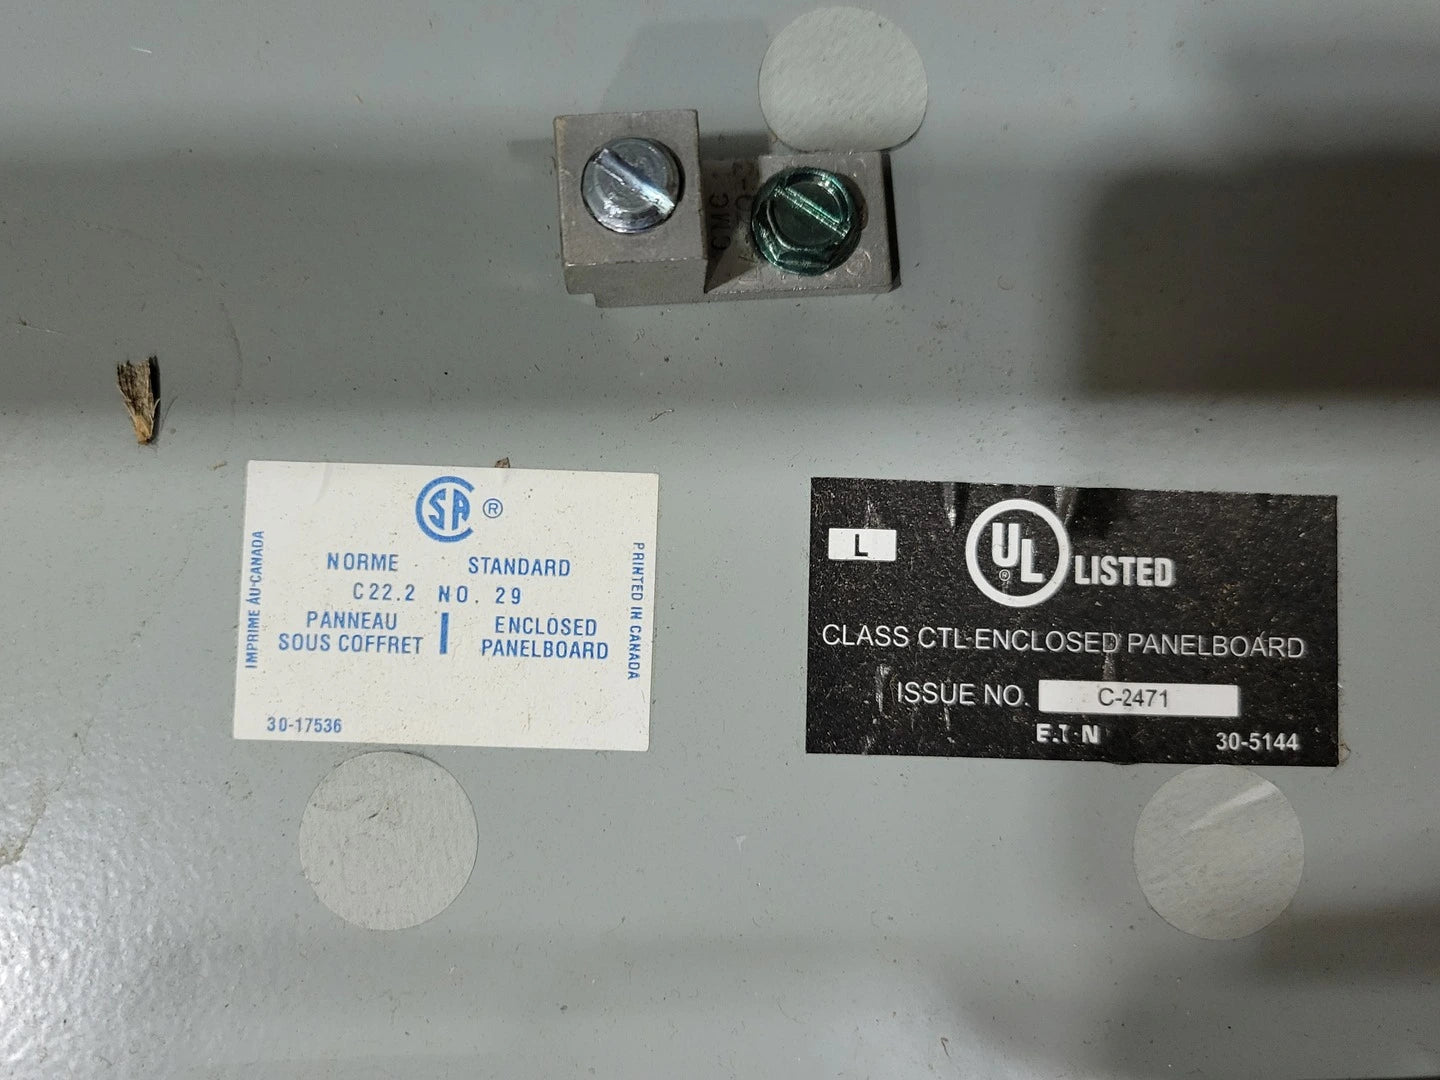 CMC
CSA ®
NORME STANDARD
C22.2 NO. 29
PANNEAU
SOUS COFFRET
ENCLOSED
PANELBOARD
IMPRIME AU-CANADA
PRINTED IN CANADA
30-17536
L
UL ® LISTED
CLASS CTL ENCLOSED PANELBOARD
ISSUE NO. C-2471
E.T.N
30-5144